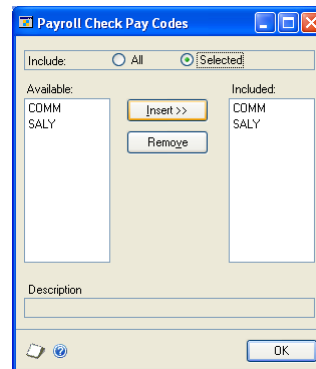 Payroll Check Pay Codes
Include: All Selected
Available: Included:
COMM Insert >> COMM
SALY SALY
Remove
Description
OK